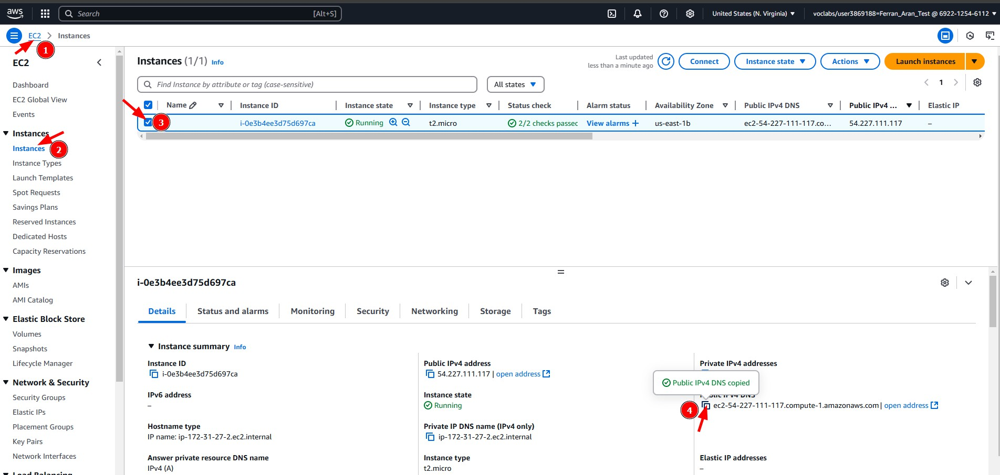 aws
Search
[Alt+S]
United States (N. Virginia)
voclabs/user3869188=Ferran_Aran_Test @ 6922-1254-6112
EC2
Instances
1
EC2
Dashboard
EC2 Global View
Events
Instances
Instances
2
Instance Types
Launch Templates
Spot Requests
Savings Plans
Reserved Instances
Dedicated Hosts
Capacity Reservations
Images
AMIs
AMI Catalog
Elastic Block Store
Volumes
Snapshots
Lifecycle Manager
Network & Security
Security Groups
Elastic IPs
Placement Groups
Key Pairs
Network Interfaces
Load Balancing
Instances (1/1) Info
Last updated
less than a minute ago
Connect
Instance state
Actions
Launch instances
Find Instance by attribute or tag (case-sensitive)
All states
1
Name
Instance ID
Instance state
Instance type
Status check
Alarm status
Availability Zone
Public IPv4 DNS
Public IPv4 ...
Elastic IP
3
i-0e3b4ee3d75d697ca
Running
t2.micro
2/2 checks passec
View alarms +
us-east-1b
ec2-54-227-111-117.co...
54.227.111.117
–
i-0e3b4ee3d75d697ca
Details
Status and alarms
Monitoring
Security
Networking
Storage
Tags
Instance summary Info
Instance ID
i-0e3b4ee3d75d697ca
Public IPv4 address
54.227.111.117 | open address
Private IPv4 addresses
Public IPv4 DNS copied
IPv6 address
–
Instance state
Running
Public IPv4 DNS
4
ec2-54-227-111-117.compute-1.amazonaws.com | open address
Hostname type
IP name: ip-172-31-27-2.ec2.internal
Private IP DNS name (IPv4 only)
ip-172-31-27-2.ec2.internal
Answer private resource DNS name
IPv4 (A)
Instance type
t2.micro
Elastic IP addresses
–